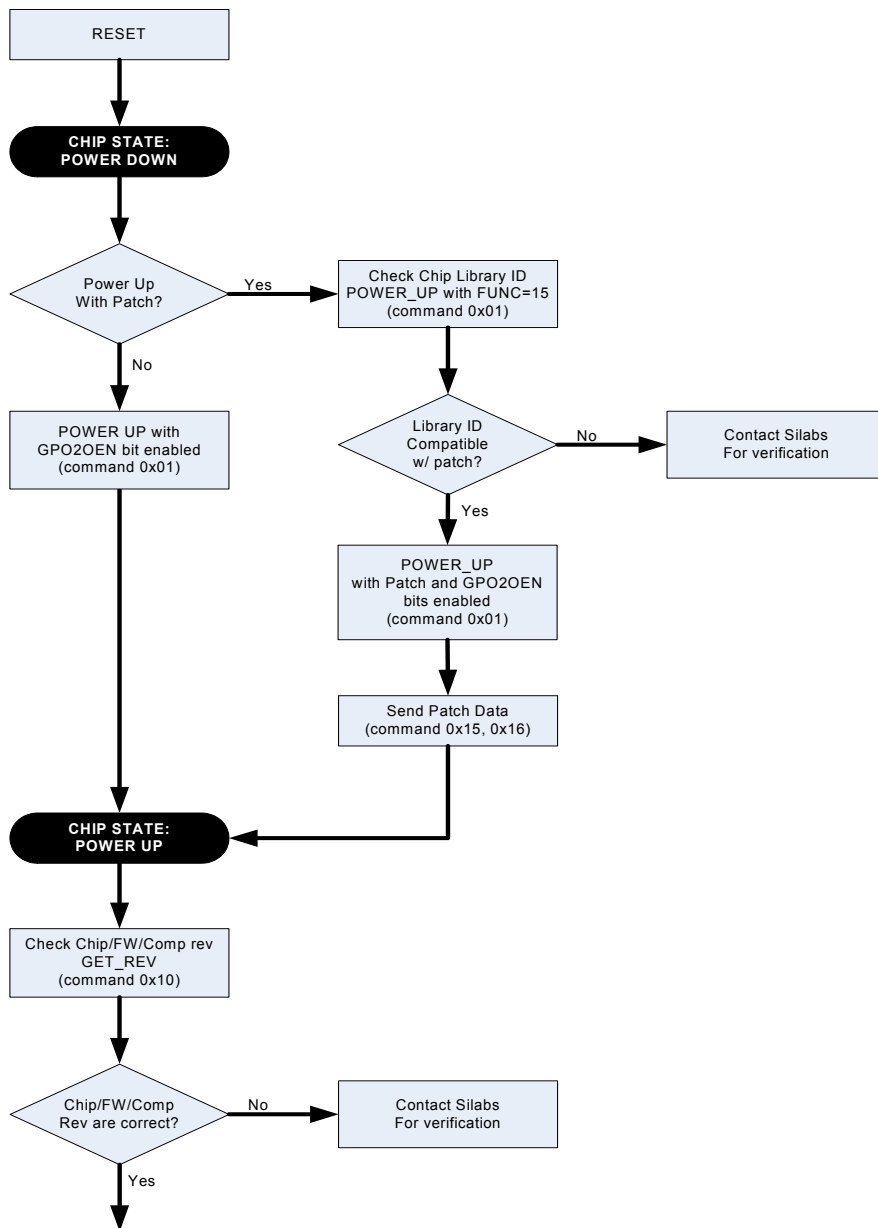 RESET
CHIP STATE:
POWER DOWN
Power Up
With Patch?
Yes
Check Chip Library ID
POWER_UP with FUNC=15
(command 0x01)
No
POWER UP with
GPO2OEN bit enabled
(command 0x01)
Library ID
Compatible
w/ patch?
No
Contact Silabs
For verification
Yes
POWER_UP
with Patch and GPO2OEN
bits enabled
(command 0x01)
Send Patch Data
(command 0x15, 0x16)
CHIP STATE:
POWER UP
Check Chip/FW/Comp rev
GET_REV
(command 0x10)
Chip/FW/Comp
Rev are correct?
No
Contact Silabs
For verification
Yes